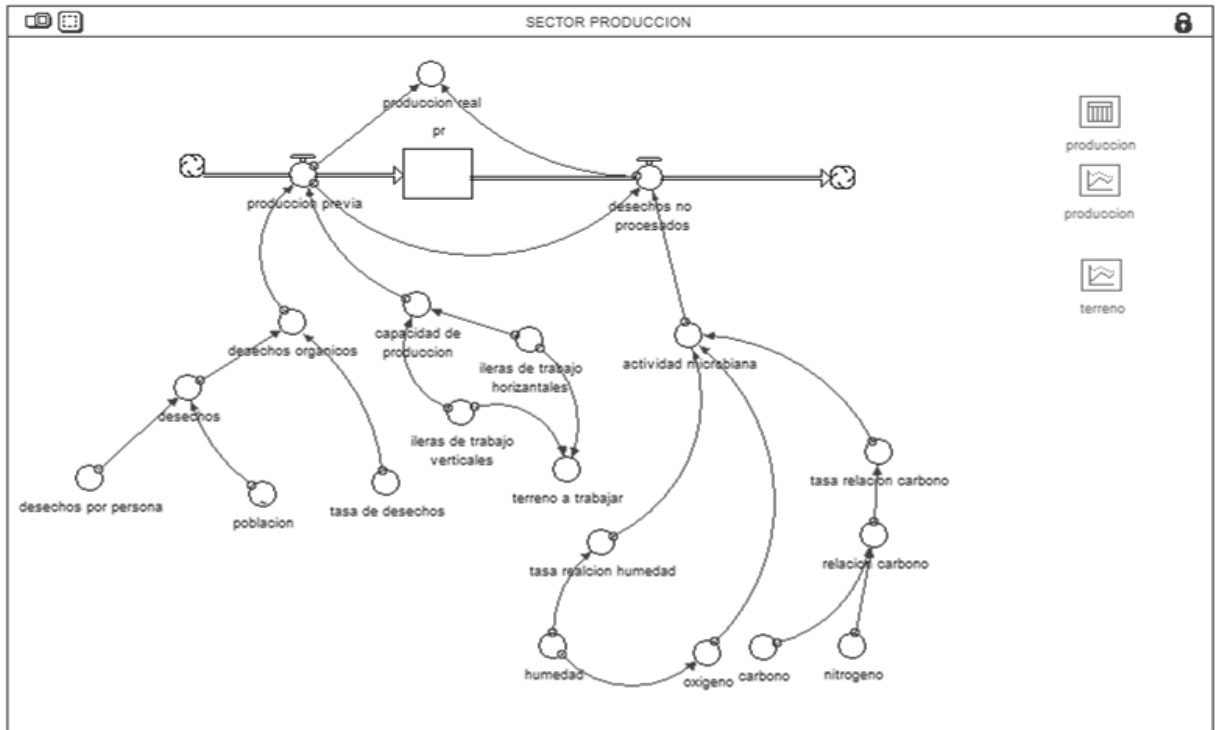 SECTOR PRODUCCION
produccion real
pr
produccion
produccion
produccion previa
desechos no
procesados
terreno
capacidad de
produccion
desechos organicos
ileras de trabajo
horizontales
actividad microbiana
desechos
ileras de trabajo
verticales
desechos por persona
poblacion
tasa de desechos
terreno a trabajar
tasa relacion carbono
tasa realcion humedad
relacion carbono
humedad
oxigeno
carbono
nitrogeno